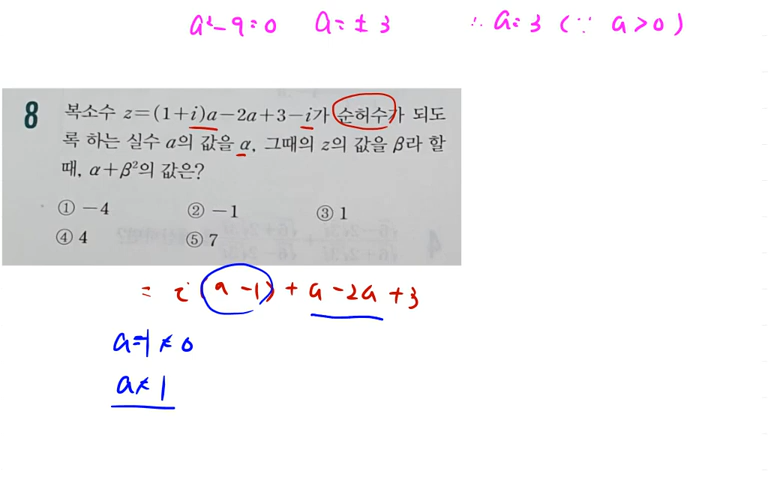 a²-9=0 a=±3 ∴ a=3 (∵ a>0)
8 복소수 z=(1+i)a-2a+3-i가 순허수가 되도
록 하는 실수 a의 값을 α, 그때의 z의 값을 β라 할
때, α+β²의 값은?
① -4 ② -1 ③ 1
④ 4 ⑤ 7
= i(a-1)+a-2a+3
a-1≠0
a≠1